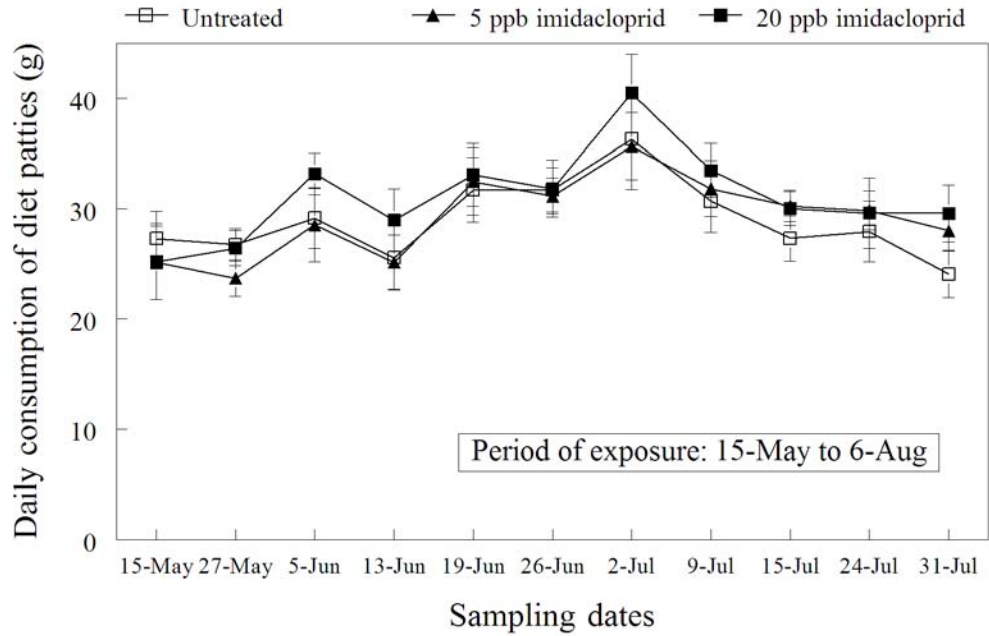 Untreated 5 ppb imidacloprid 20 ppb imidacloprid
Daily consumption of diet patties (g)
40
30
20
10
0
Period of exposure: 15-May to 6-Aug
15-May 27-May 5-Jun 13-Jun 19-Jun 26-Jun 2-Jul 9-Jul 15-Jul 24-Jul 31-Jul
Sampling dates